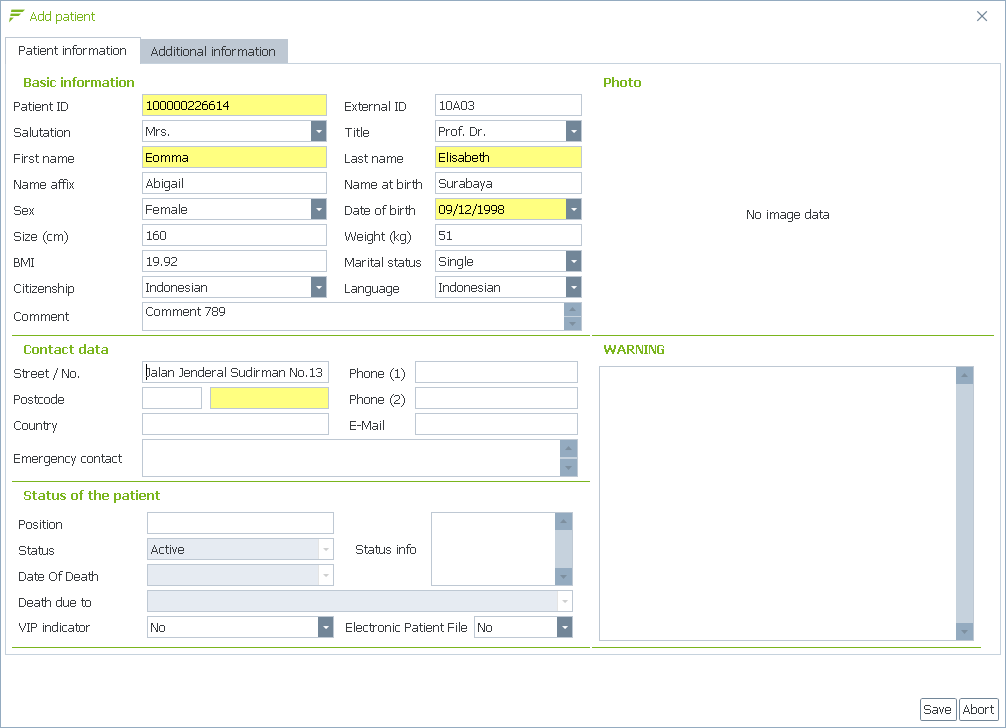 Add patient
Patient information Additional information
Basic information Photo
Patient ID 100000226614 External ID 10A03
Salutation Mrs. Title Prof. Dr.
First name Eomma Last name Elisabeth
Name affix Abigail Name at birth Surabaya
Sex Female Date of birth 09/12/1998
No image data
Size (cm) 160 Weight (kg) 51
BMI 19.92 Marital status Single
Citizenship Indonesian Language Indonesian
Comment Comment 789
Contact data WARNING
Street / No. Jalan Jenderal Sudirman No.13 Phone (1)
Postcode Phone (2)
Country E-Mail
Emergency contact
Status of the patient
Position
Status Active Status info
Date Of Death
Death due to
VIP indicator No Electronic Patient File No
Save Abort